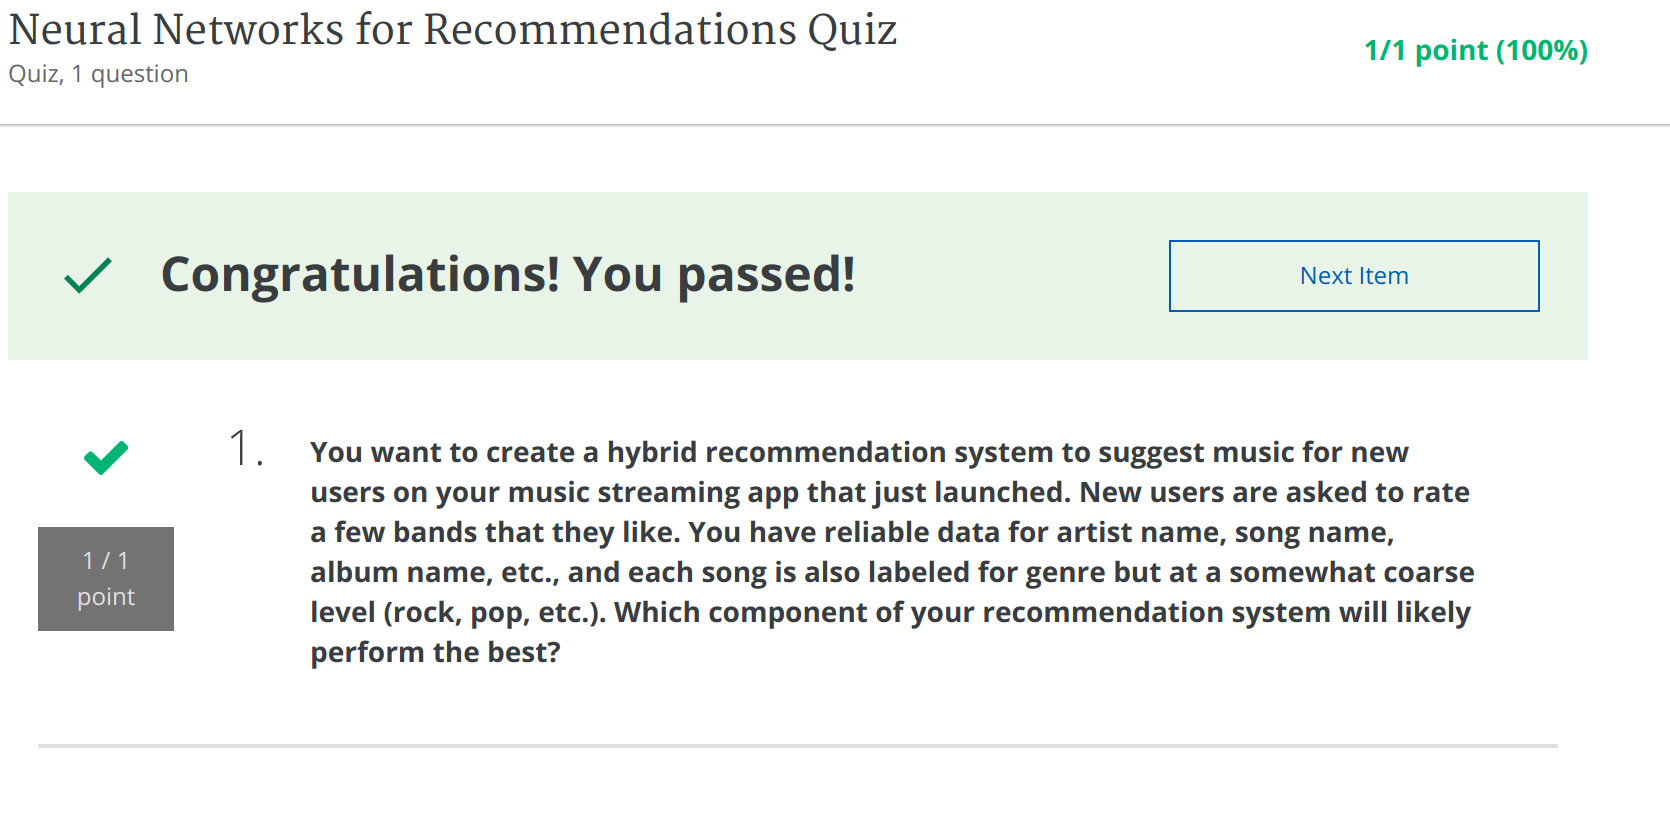 Neural Networks for Recommendations Quiz
Quiz, 1 question
1/1 point (100%)
Congratulations! You passed!
Next Item
1 / 1
point
1.
You want to create a hybrid recommendation system to suggest music for new
users on your music streaming app that just launched. New users are asked to rate
a few bands that they like. You have reliable data for artist name, song name,
album name, etc., and each song is also labeled for genre but at a somewhat coarse
level (rock, pop, etc.). Which component of your recommendation system will likely
perform the best?